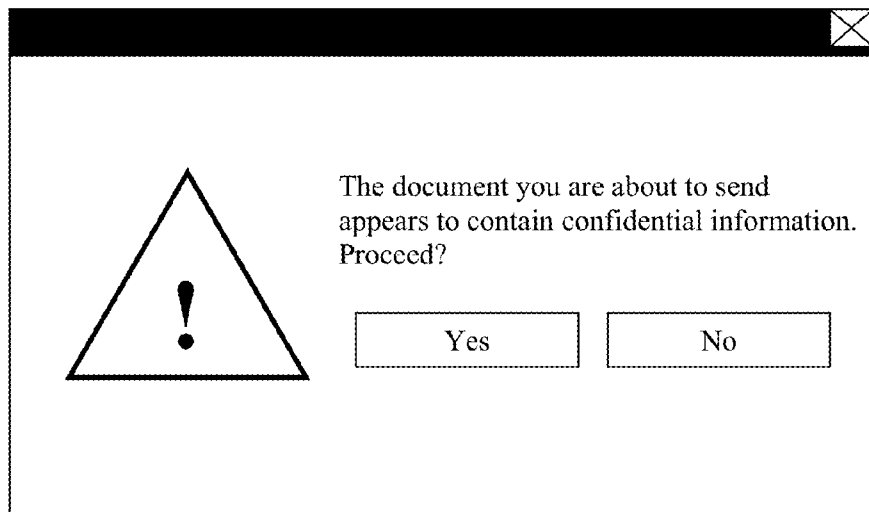 The document you are about to send
appears to contain confidential information.
Proceed?
!
Yes No